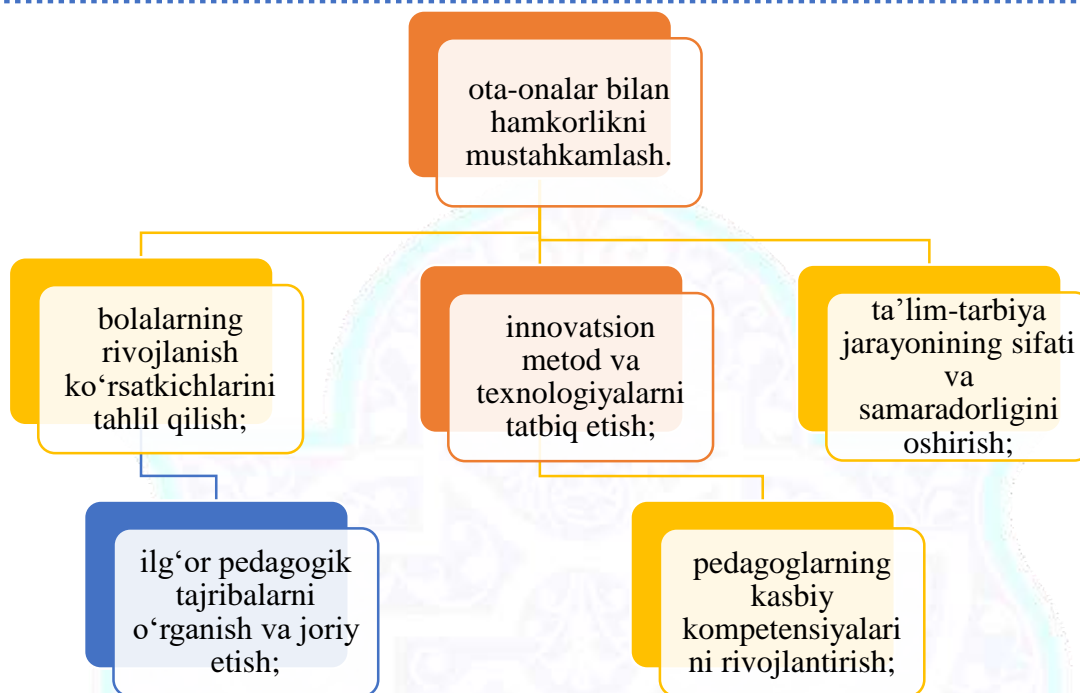 ota-onalar bilan
hamkorlikni
mustahkamlash.
bolalarning
rivojlanish
ko‘rsatkichlarini
tahlil qilish;
innovatsion
metod va
texnologiyalarni
tatbiq etish;
ta’lim-tarbiya
jarayonining sifati
va
samaradorligini
oshirish;
ilg‘or pedagogik
tajribalarni
o‘rganish va joriy
etish;
pedagoglarning
kasbiy
kompetensiyalari
ni rivojlantirish;